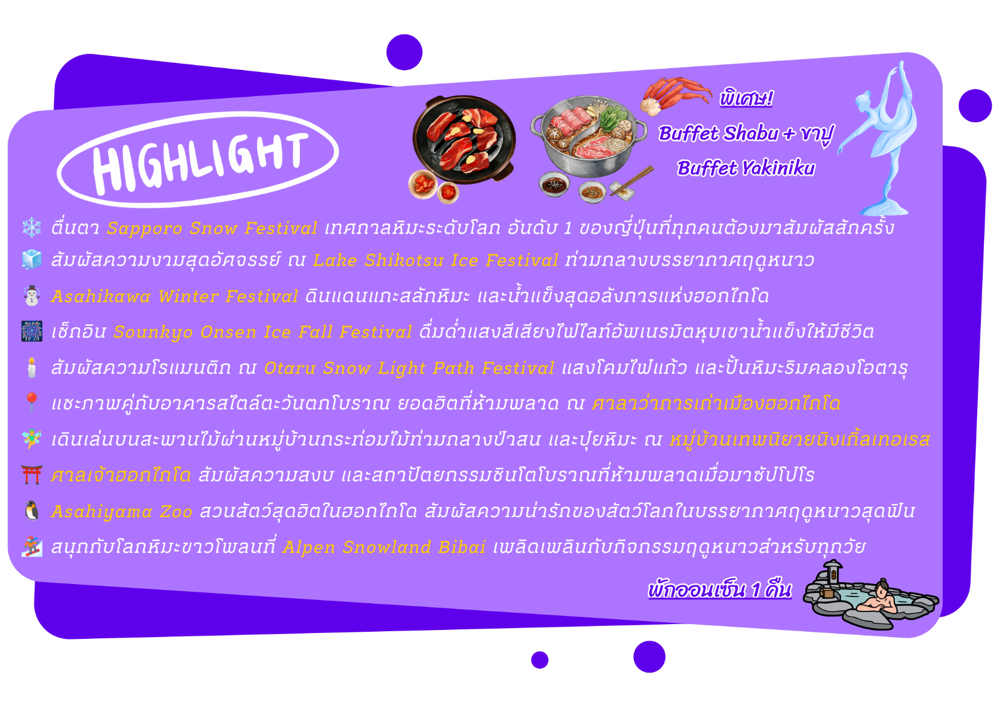 HIGHLIGHT
พิเศษ!
Buffet Shabu + ขาปู
Buffet Yakiniku
ตื่นตา Sapporo Snow Festival เทศกาลหิมะระดับโลก อันดับ 1 ของญี่ปุ่นที่ทุกคนต้องมาสัมผัสสักครั้ง
สัมผัสความงามสุดอัศจรรย์ ณ Lake Shikotsu Ice Festival ท่ามกลางบรรยากาศฤดูหนาว
Asahikawa Winter Festival ดินแดนแกะสลักหิมะ และน้ำแข็งสุดอลังการแห่งฮอกไกโด
เช็กอิน Sounkyo Onsen Ice Fall Festival ดื่มด่ำแสงสีเสียงไฟไลท์อัพเนรมิตหุบเขาน้ำแข็งให้มีชีวิต
สัมผัสความโรแมนติก ณ Otaru Snow Light Path Festival แสงโคมไฟแก้ว และปั้นหิมะริมคลองโอตารุ
แชะภาพคู่กับอาคารสไตล์ตะวันตกโบราณ ยอดฮิตที่ห้ามพลาด ณ ศาลาว่าการเก่าเมืองฮอกไกโด
เดินเล่นบนสะพานไม้ผ่านหมู่บ้านกระท่อมไม้ท่ามกลางป่าสน และปุยหิมะ ณ หมู่บ้านเทพนิยายนิงเกิ้ลเทอเรส
ศาลเจ้าฮอกไกโด สัมผัสความสงบ และสถาปัตยกรรมชินโตโบราณที่ห้ามพลาดเมื่อมาซัปโปโร
Asahiyama Zoo สวนสัตว์สุดฮิตในฮอกไกโด สัมผัสความน่ารักของสัตว์โลกในบรรยากาศฤดูหนาวสุดฟิน
สนุกกับโลกหิมะขาวโพลนที่ Alpen Snowland Bibai เพลิดเพลินกับกิจกรรมฤดูหนาวสำหรับทุกวัย
พักออนเซ็น 1 คืน